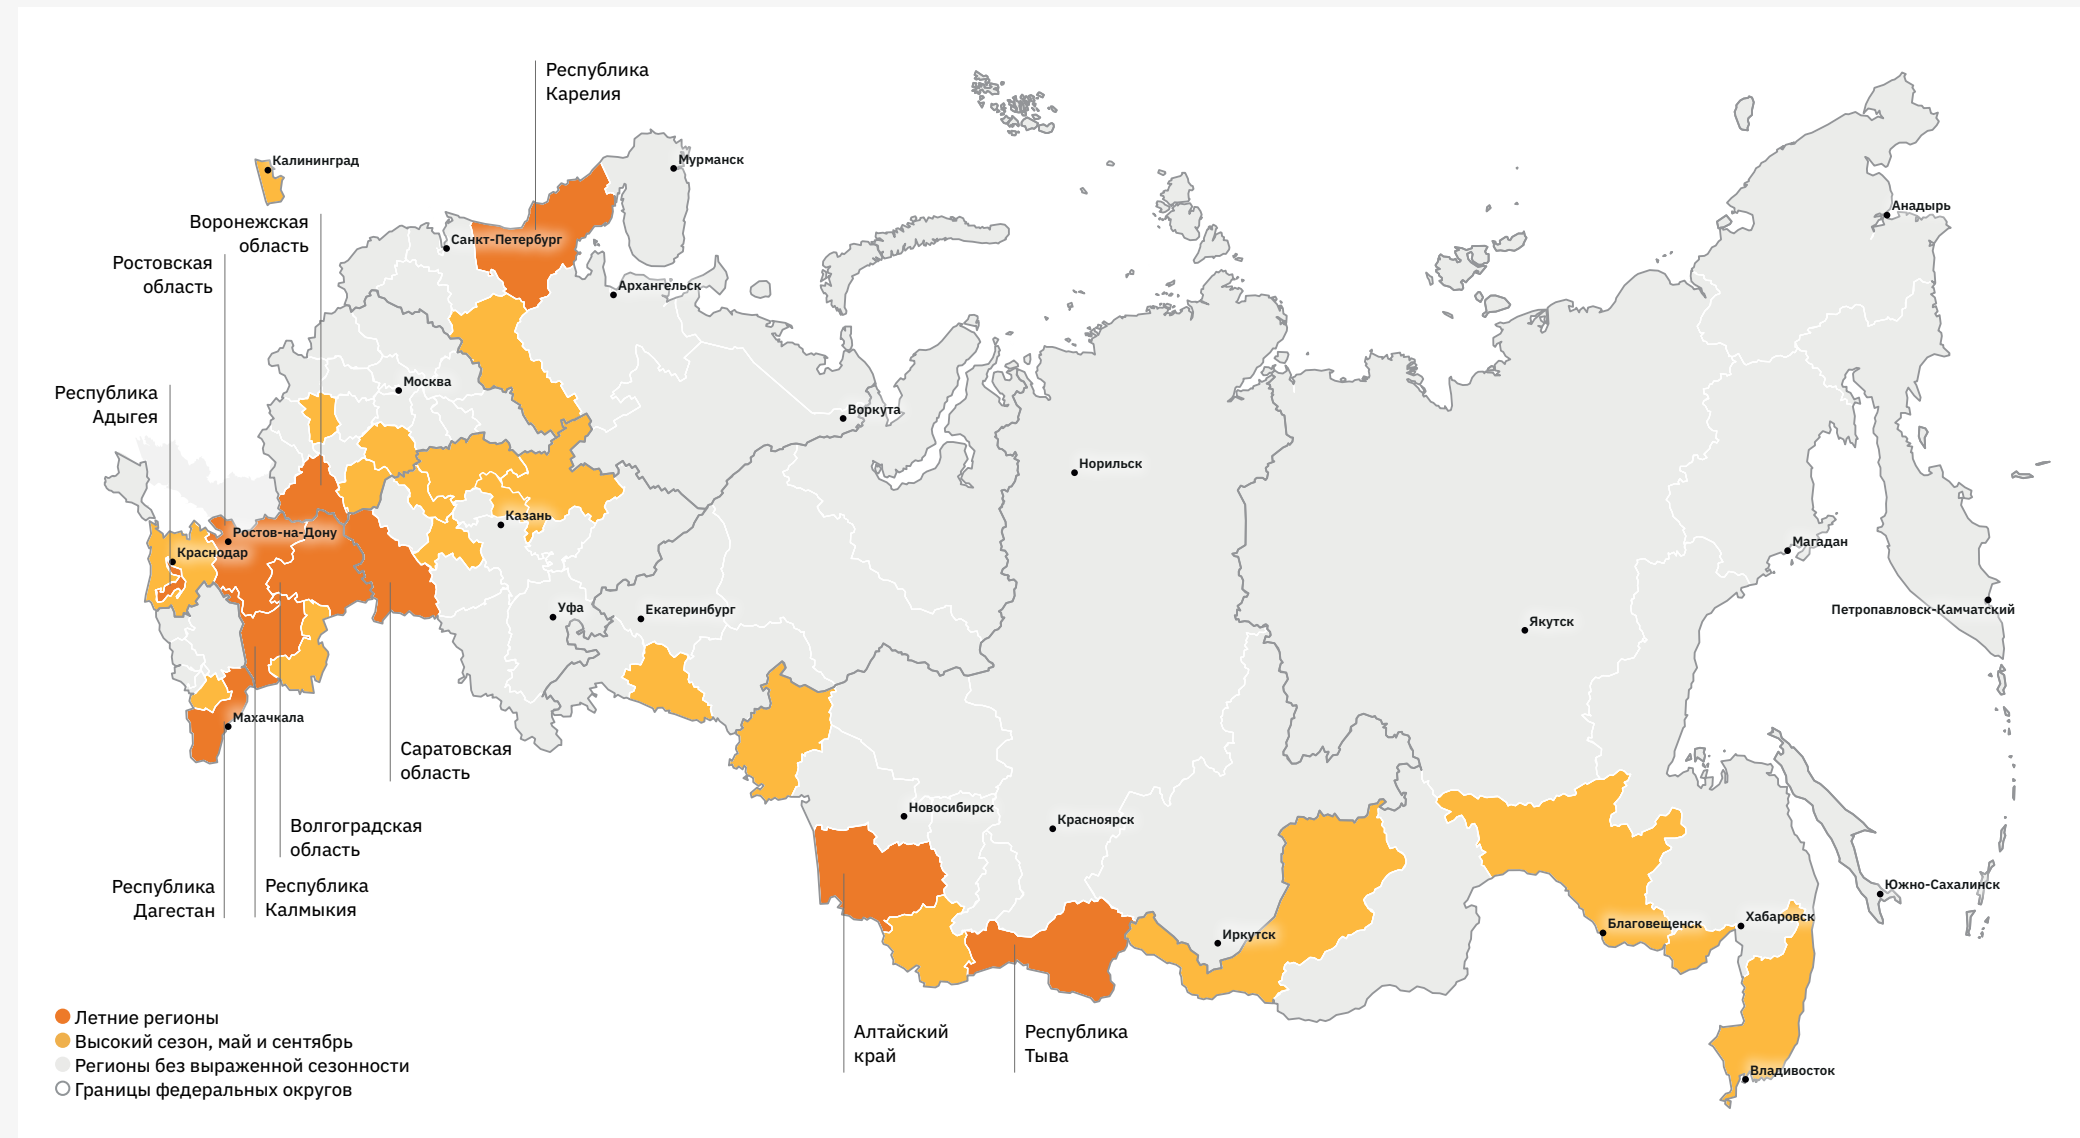 Республика
Карелия
Калининград
Мурманск
Воронежская
область
Санкт-Петербург
Анадырь
Ростовская
область
Архангельск
Республика
Адыгея
Москва
Воркута
Норильск
Казань
Ростов-на-Дону
Краснодар
Магадан
Уфа
Екатеринбург
Петропавловск-Камчатский
Якутск
Махачкала
Саратовская
область
Новосибирск
Красноярск
Волгоградская
область
Республика
Дагестан
Республика
Калмыкия
Южно-Сахалинск
Хабаровск
Благовещенск
Иркутск
Алтайский
край
Республика
Тыва
Владивосток
Летние регионы
Высокий сезон, май и сентябрь
Регионы без выраженной сезонности
Границы федеральных округов